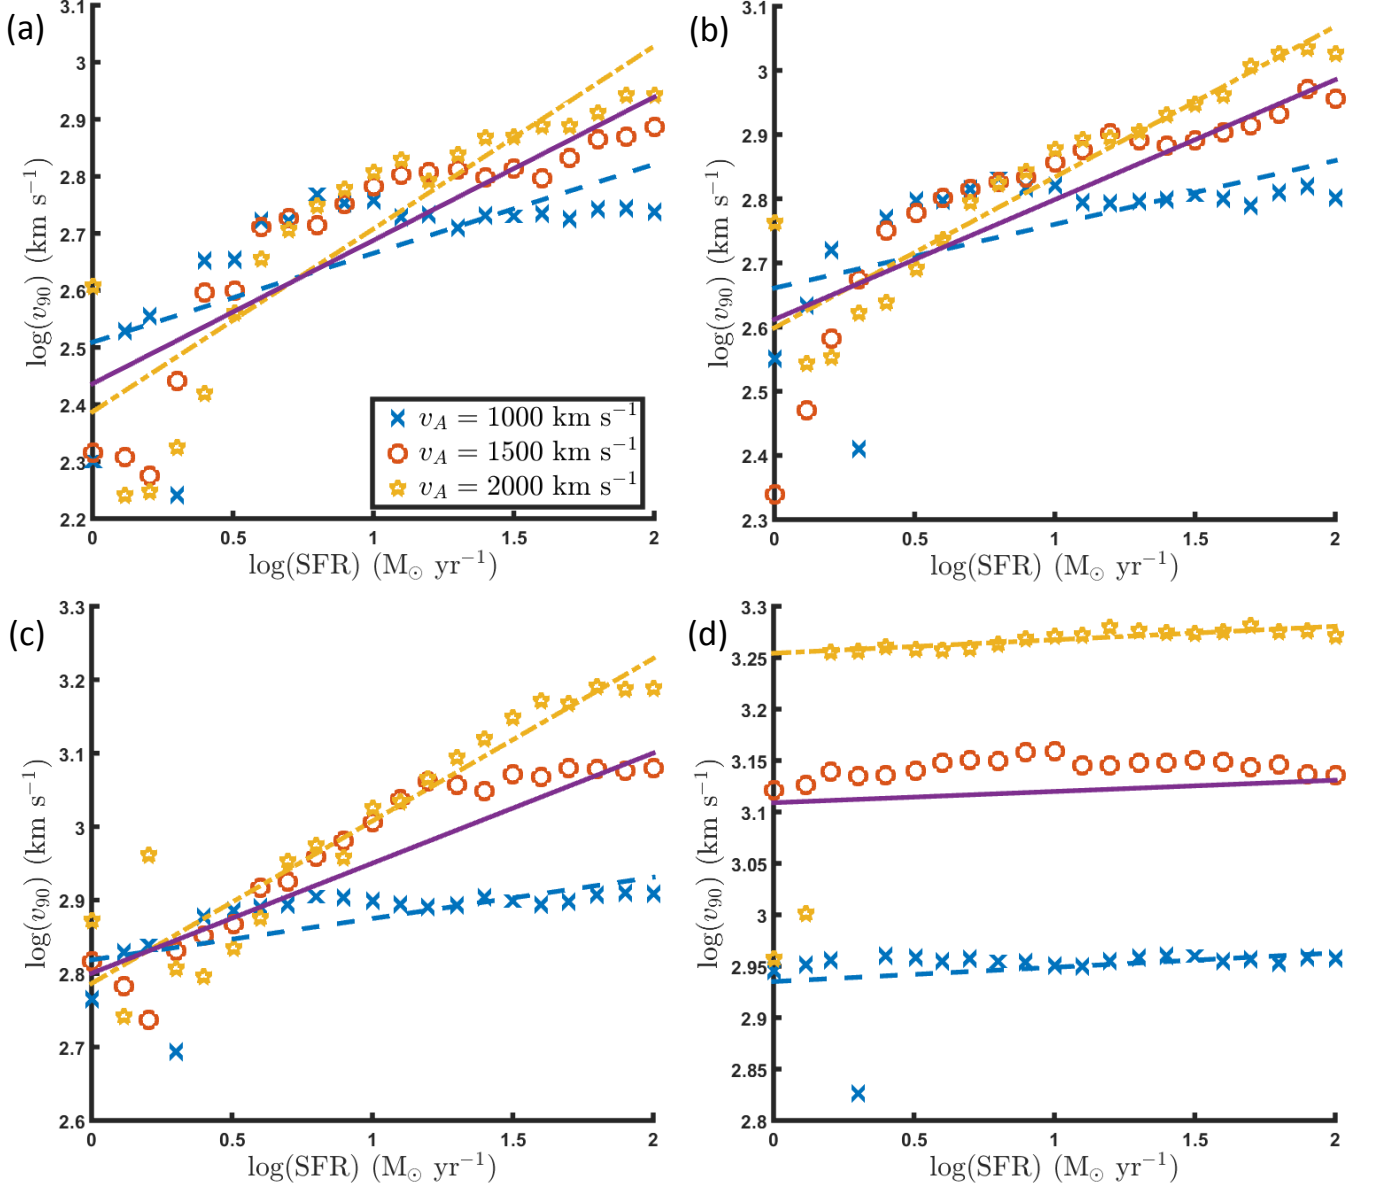 (a)
3.1
3
2.9
2.8
2.7
2.6
2.5
2.4
2.3
2.2
log(v90) (km s−1)
0 0.5 1 1.5 2
log(SFR) (M⊙ yr−1)
vA = 1000 km s−1
vA = 1500 km s−1
vA = 2000 km s−1
(b)
3.1
3
2.9
2.8
2.7
2.6
2.5
2.4
2.3
log(v90) (km s−1)
0 0.5 1 1.5 2
log(SFR) (M⊙ yr−1)
(c)
3.3
3.2
3.1
3
2.9
2.8
2.7
2.6
log(v90) (km s−1)
0 0.5 1 1.5 2
log(SFR) (M⊙ yr−1)
(d)
3.3
3.25
3.2
3.15
3.1
3.05
3
2.95
2.9
2.85
2.8
log(v90) (km s−1)
0 0.5 1 1.5 2
log(SFR) (M⊙ yr−1)